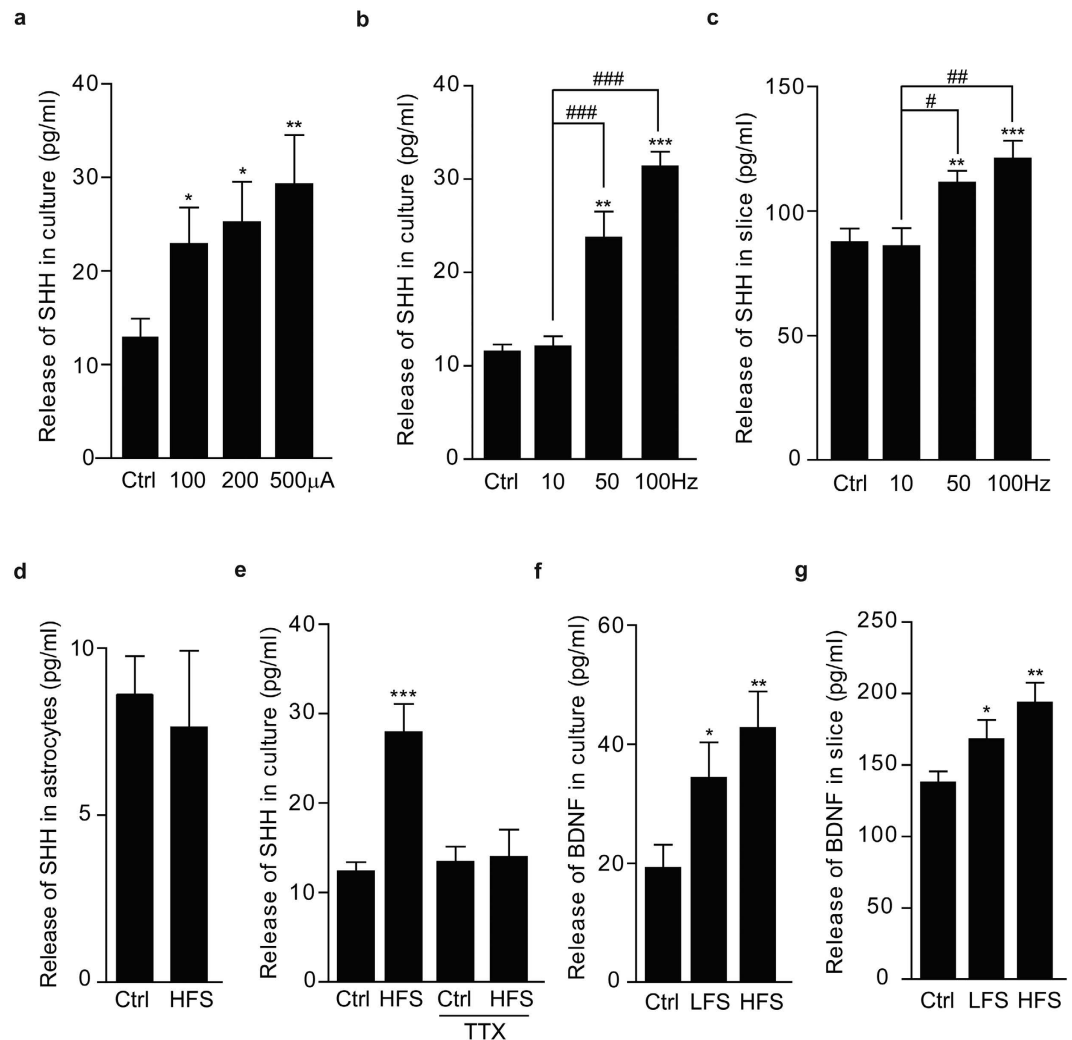 a
Release of SHH in culture (pg/ml)
40
30
20
10
0
*
*
**
Ctrl 100 200 500μA
b
Release of SHH in culture (pg/ml)
40
30
20
10
0
###
###
**
***
Ctrl 10 50 100Hz
c
Release of SHH in slice (pg/ml)
150
100
50
0
##
#
**
***
Ctrl 10 50 100Hz
d
Release of SHH in astrocytes (pg/ml)
10
5
0
Ctrl HFS
e
Release of SHH in culture (pg/ml)
40
30
20
10
0
***
Ctrl HFS Ctrl HFS
TTX
f
Release of BDNF in culture (pg/ml)
60
40
20
0
*
**
Ctrl LFS HFS
g
Release of BDNF in slice (pg/ml)
250
200
150
100
50
0
*
**
Ctrl LFS HFS